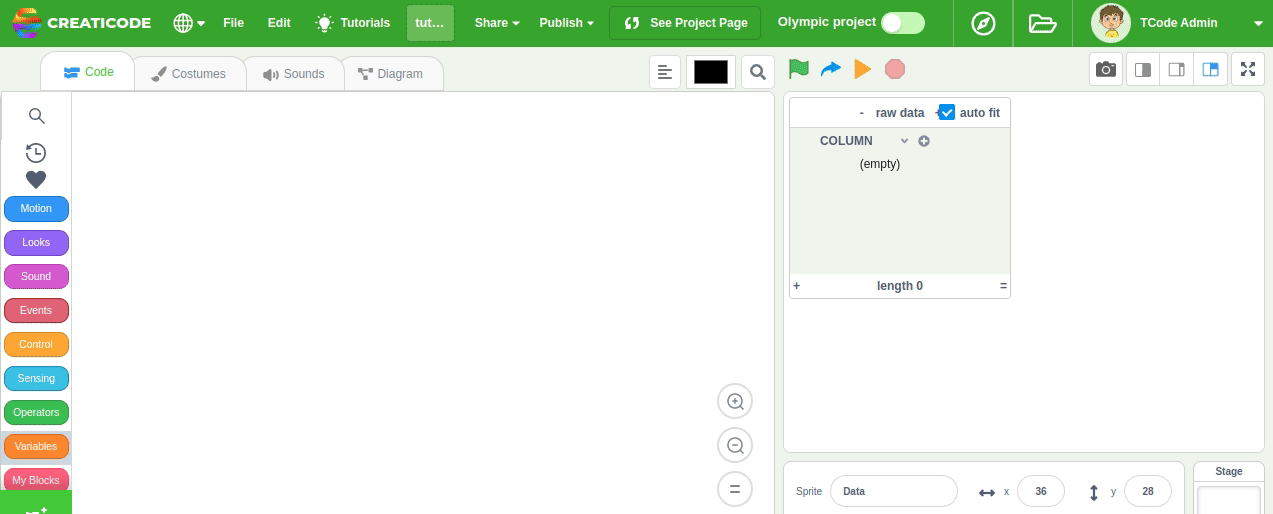 CREATICODE File Edit Tutorials tut... Share Publish See Project Page Olympic project TCode Admin
Code Costumes Sounds Diagram
- raw data + auto fit
COLUMN
(empty)
+ length 0 =
Motion
Looks
Sound
Events
Control
Sensing
Operators
Variables
My Blocks
Sprite Data x 36 y 28
Stage